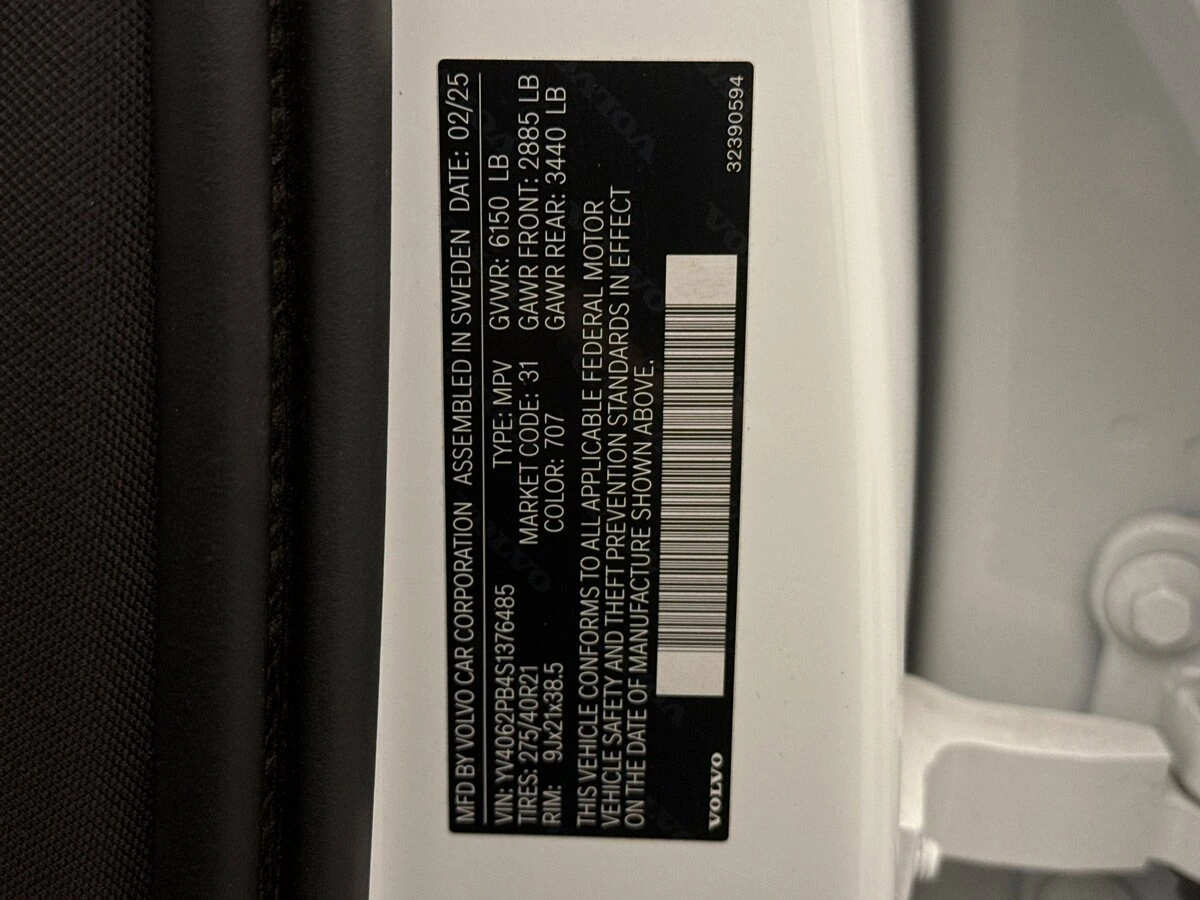 MFD BY VOLVO CAR CORPORATION ASSEMBLED IN SWEDEN DATE: 02/25
VIN: YV4062PB4S1376485 TYPE: MPV GVWR: 6150 LB
TIRES: 275/40R21 MARKET CODE: 31 GAWR FRONT: 2885 LB
RIM: 9Jx21x38.5 COLOR: 707 GAWR REAR: 3440 LB
THIS VEHICLE CONFORMS TO ALL APPLICABLE FEDERAL MOTOR
VEHICLE SAFETY AND THEFT PREVENTION STANDARDS IN EFFECT
ON THE DATE OF MANUFACTURE SHOWN ABOVE.
VOLVO 32390594